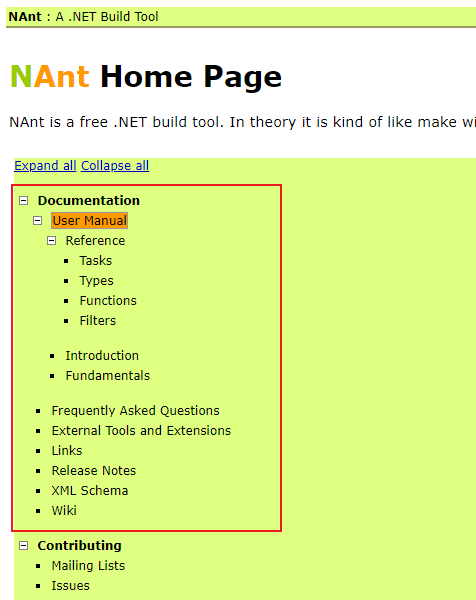 NAnt : A .NET Build Tool
NAnt Home Page
NAnt is a free .NET build tool. In theory it is kind of like make wi
Expand all Collapse all
Documentation
User Manual
Reference
Tasks
Types
Functions
Filters
Introduction
Fundamentals
Frequently Asked Questions
External Tools and Extensions
Links
Release Notes
XML Schema
Wiki
Contributing
Mailing Lists
Issues